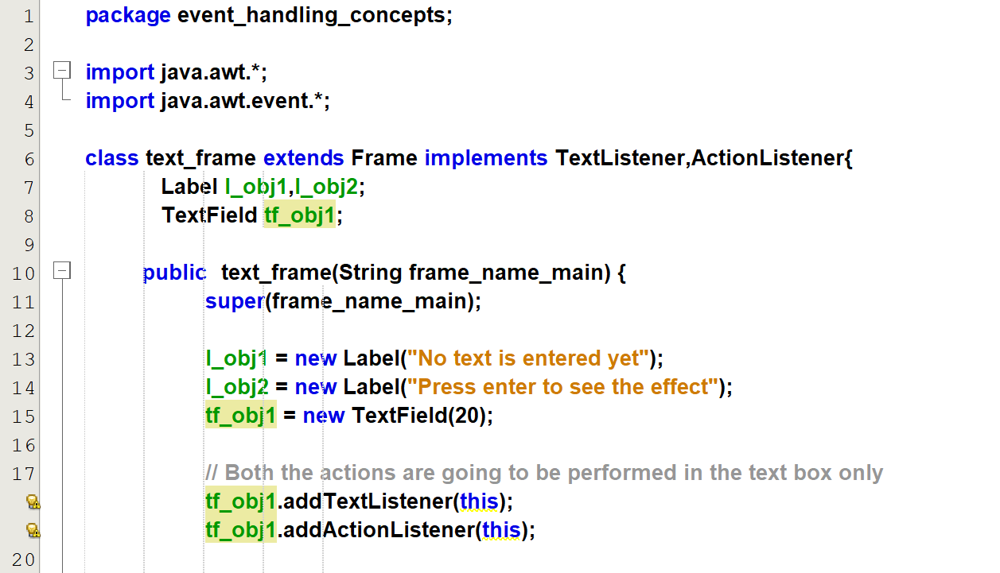 1 package event_handling_concepts;
2
3 import java.awt.*;
4 import java.awt.event.*;
5
6 class text_frame extends Frame implements TextListener,ActionListener{
7 Label l_obj1,l_obj2;
8 TextField tf_obj1;
9
10 public text_frame(String frame_name_main) {
11 super(frame_name_main);
12
13 l_obj1 = new Label("No text is entered yet");
14 l_obj2 = new Label("Press enter to see the effect");
15 tf_obj1 = new TextField(20);
16
17 // Both the actions are going to be performed in the text box only
tf_obj1.addTextListener(this);
tf_obj1.addActionListener(this);
20